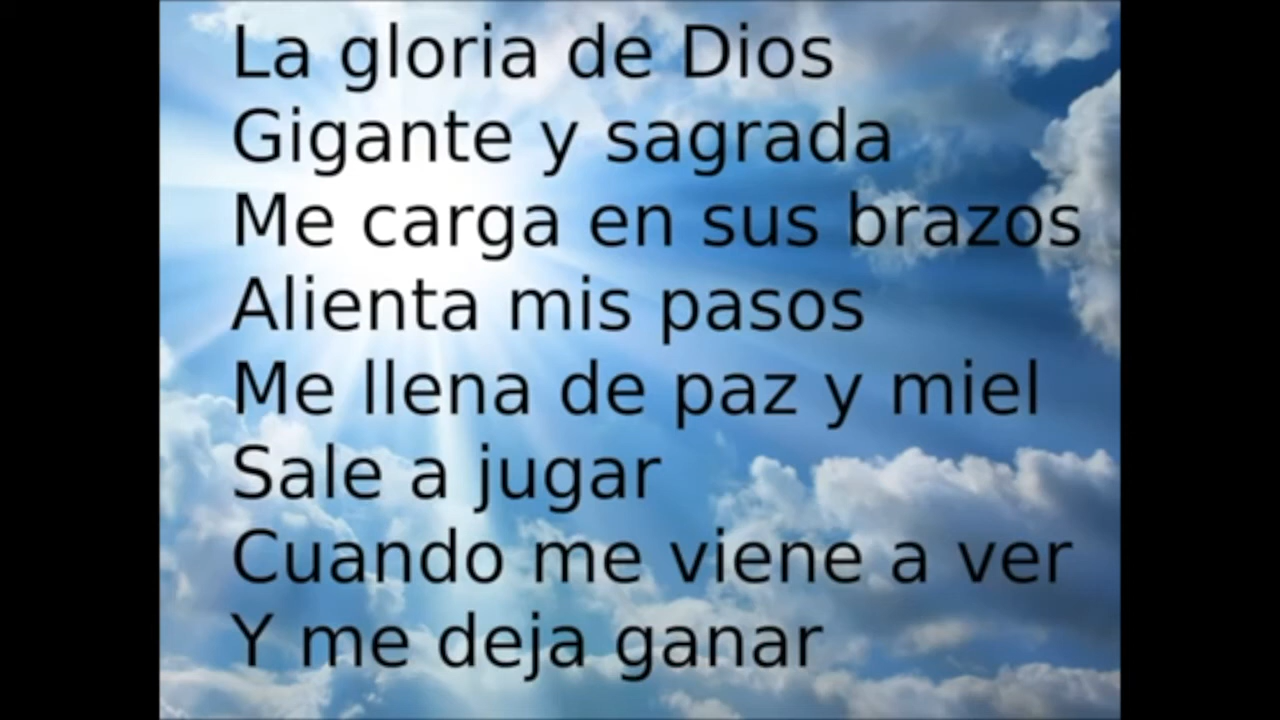 La gloria de Dios
Gigante y sagrada
Me carga en sus brazos
Alienta mis pasos
Me llena de paz y miel
Sale a jugar
Cuando me viene a ver
Y me deja ganar